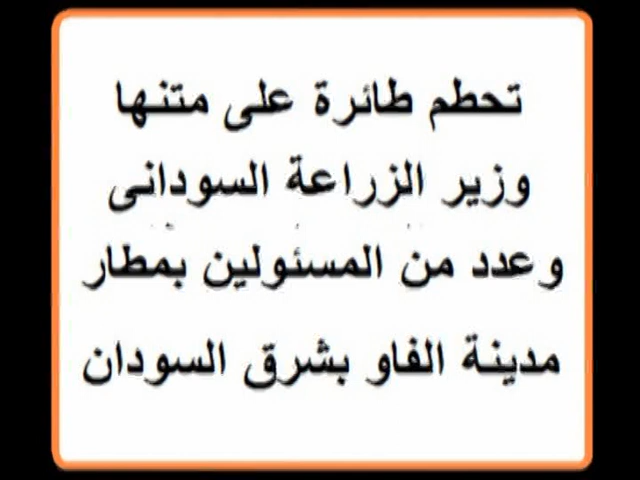 تحطم طائرة على متنها
وزير الزراعة السودانى
وعدد من المسئولين بمطار
مدينة الفاو بشرق السودان